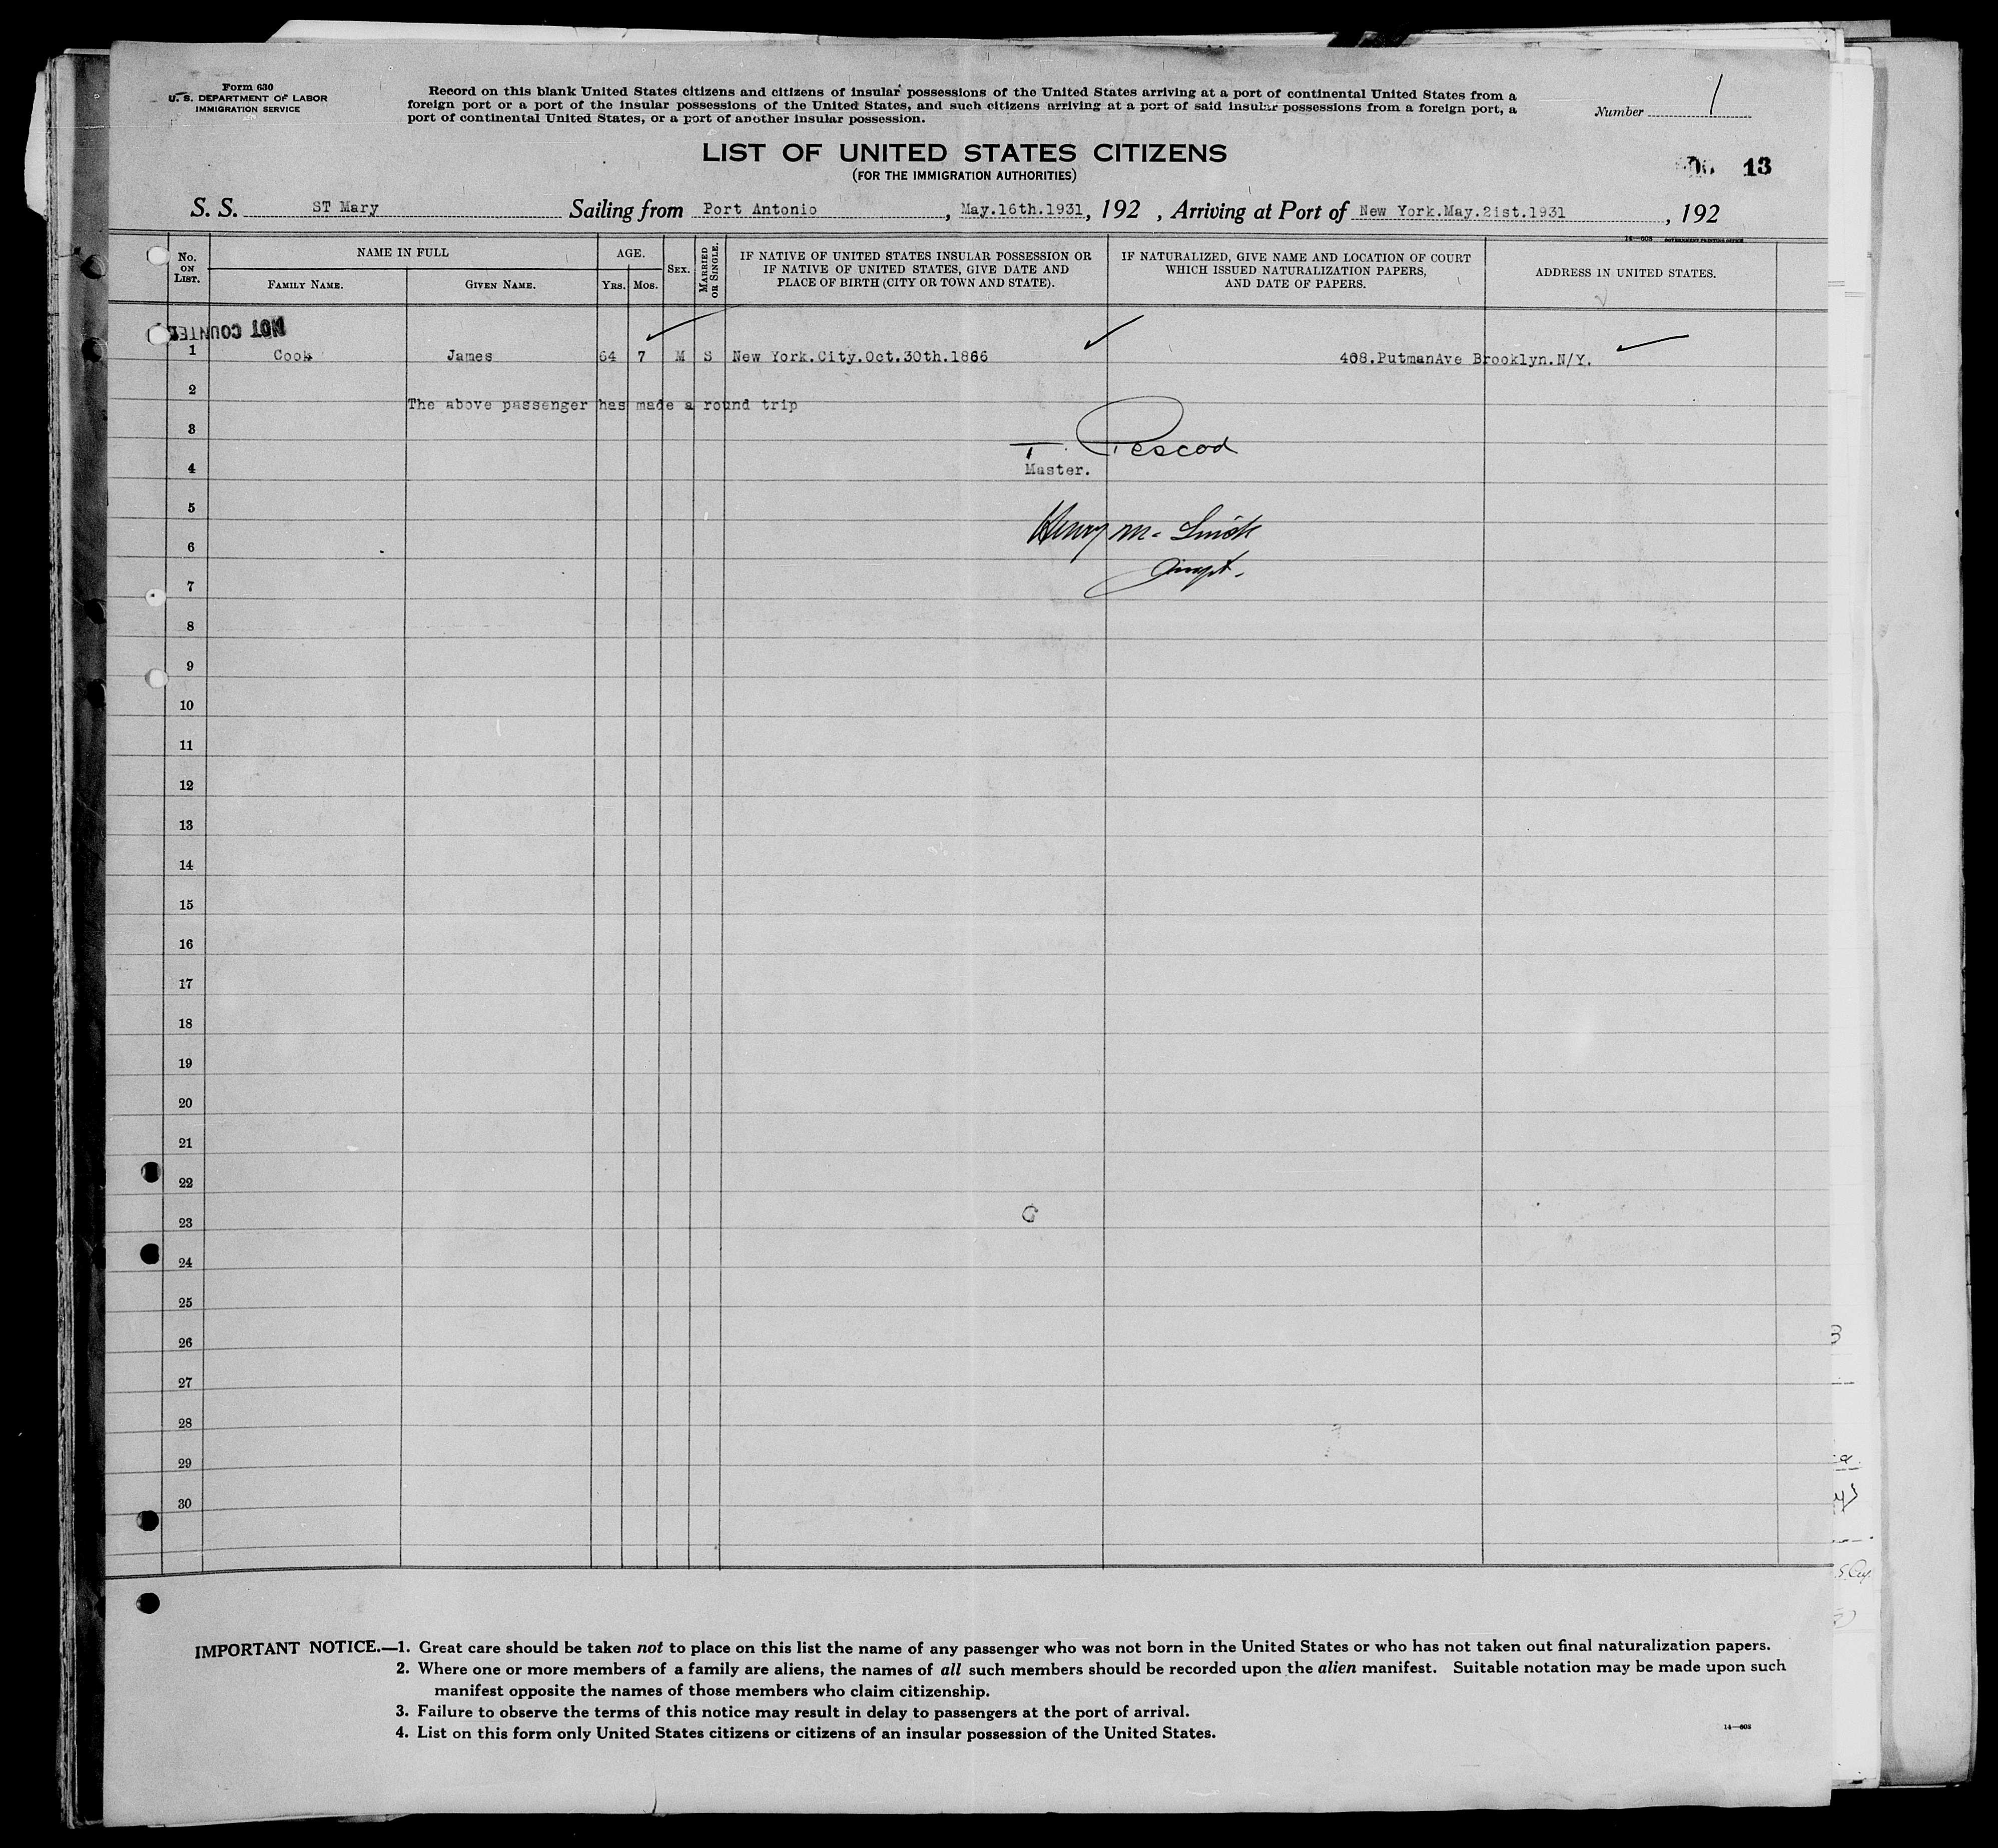 Form 630
U. S. DEPARTMENT OF LABOR
IMMIGRATION SERVICE
Record on this blank United States citizens and citizens of insular possessions of the United States arriving at a port of continental United States from a
foreign port or a port of the insular possessions of the United States, and such citizens arriving at a port of said insular possessions from a foreign port, a
port of continental United States, or a port of another insular possession.
Number 1
LIST OF UNITED STATES CITIZENS
(FOR THE IMMIGRATION AUTHORITIES)
13
S. S. ST Mary Sailing from Port Antonio, May.16th.1931, 192 , Arriving at Port of New York.May.21st.1931, 192
14—608 GOVERNMENT PRINTING OFFICE
No. ON LIST.
NAME IN FULL
FAMILY NAME.
GIVEN NAME.
AGE.
YRS.
MOS.
SEX.
MARRIED OR SINGLE.
IF NATIVE OF UNITED STATES INSULAR POSSESSION OR
IF NATIVE OF UNITED STATES, GIVE DATE AND
PLACE OF BIRTH (CITY OR TOWN AND STATE).
IF NATURALIZED, GIVE NAME AND LOCATION OF COURT
WHICH ISSUED NATURALIZATION PAPERS,
AND DATE OF PAPERS.
ADDRESS IN UNITED STATES.
NOT COUNTED
1 Cook James 64 7 M S New York.City.Oct.30th.1866 408.PutmanAve Brooklyn.N/Y.
2
The above passenger has made a round trip
3
T. Pescod
4
Master.
5
Henry M.
6
7
8
9
10
11
12
13
14
15
16
17
18
19
20
21
22
23
24
25
26
27
28
29
30
IMPORTANT NOTICE.—1. Great care should be taken not to place on this list the name of any passenger who was not born in the United States or who has not taken out final naturalization papers.
2. Where one or more members of a family are aliens, the names of all such members should be recorded upon the alien manifest. Suitable notation may be made upon such
manifest opposite the names of those members who claim citizenship.
3. Failure to observe the terms of this notice may result in delay to passengers at the port of arrival.
4. List on this form only United States citizens or citizens of an insular possession of the United States.
14—608